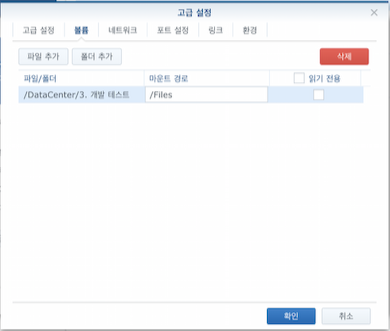 고급 설정
고급 설정 볼륨 네트워크 포트 설정 링크 환경
파일 추가 폴더 추가 삭제
파일/폴더 마운트 경로 읽기 전용
/DataCenter/3. 개발 테스트 /Files
확인 취소